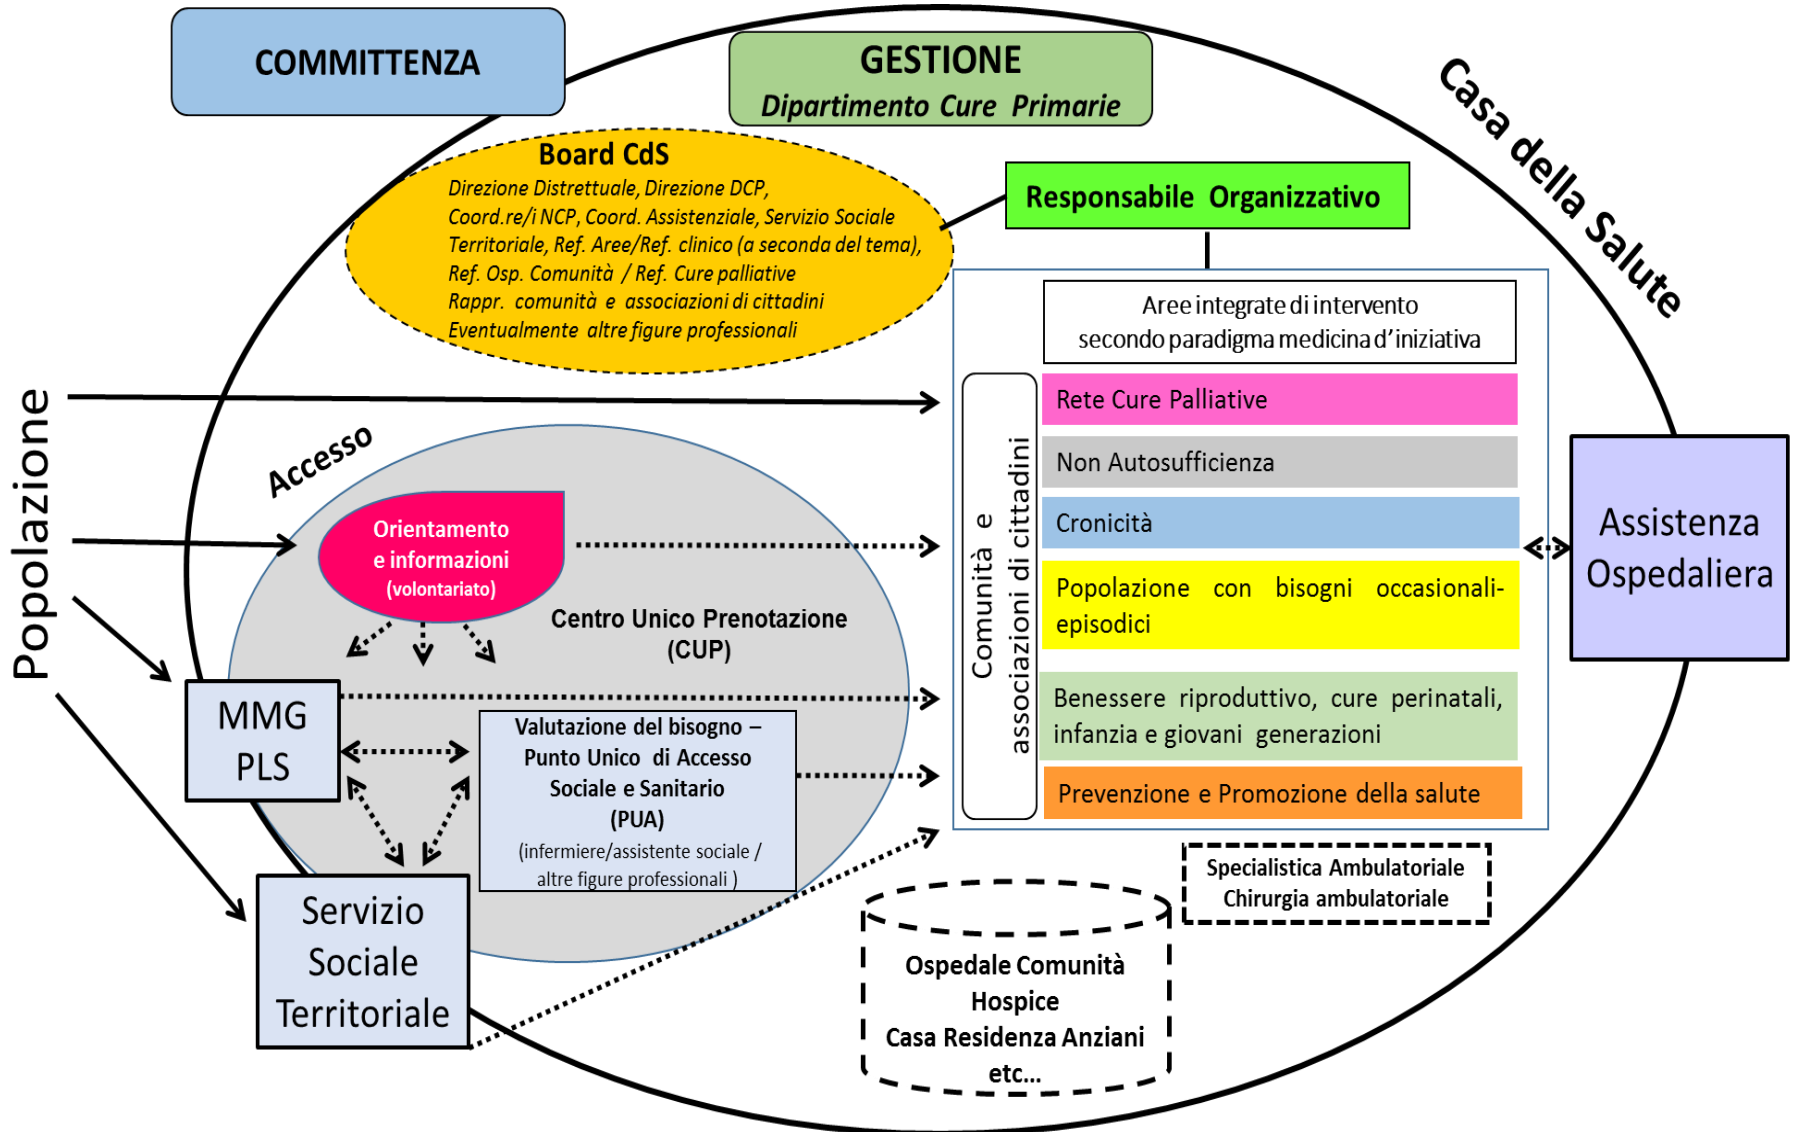 COMMITTENZA
GESTIONE
Dipartimento Cure Primarie
Casa della Salute
Board CdS
Direzione Distrettuale, Direzione DCP,
Coord.re/i NCP, Coord. Assistenziale, Servizio Sociale
Territoriale, Ref. Aree/Ref. clinico (a seconda del tema),
Ref. Osp. Comunità / Ref. Cure palliative
Rappr. comunità e associazioni di cittadini
Eventualmente altre figure professionali
Responsabile Organizzativo
Aree integrate di intervento
secondo paradigma medicina d'iniziativa
Popolazione
Accesso
Orientamento
e informazioni
(volontariato)
Centro Unico Prenotazione
(CUP)
MMG
PLS
Valutazione del bisogno –
Punto Unico di Accesso
Sociale e Sanitario
(PUA)
(infermiere/assistente sociale /
altre figure professionali )
Servizio
Sociale
Territoriale
Comunità e
associazioni di cittadini
Rete Cure Palliative
Non Autosufficienza
Cronicità
Popolazione con bisogni occasionali-
episodici
Benessere riproduttivo, cure perinatali,
infanzia e giovani generazioni
Prevenzione e Promozione della salute
Assistenza
Ospedaliera
Specialistica Ambulatoriale
Chirurgia ambulatoriale
Ospedale Comunità
Hospice
Casa Residenza Anziani
etc...